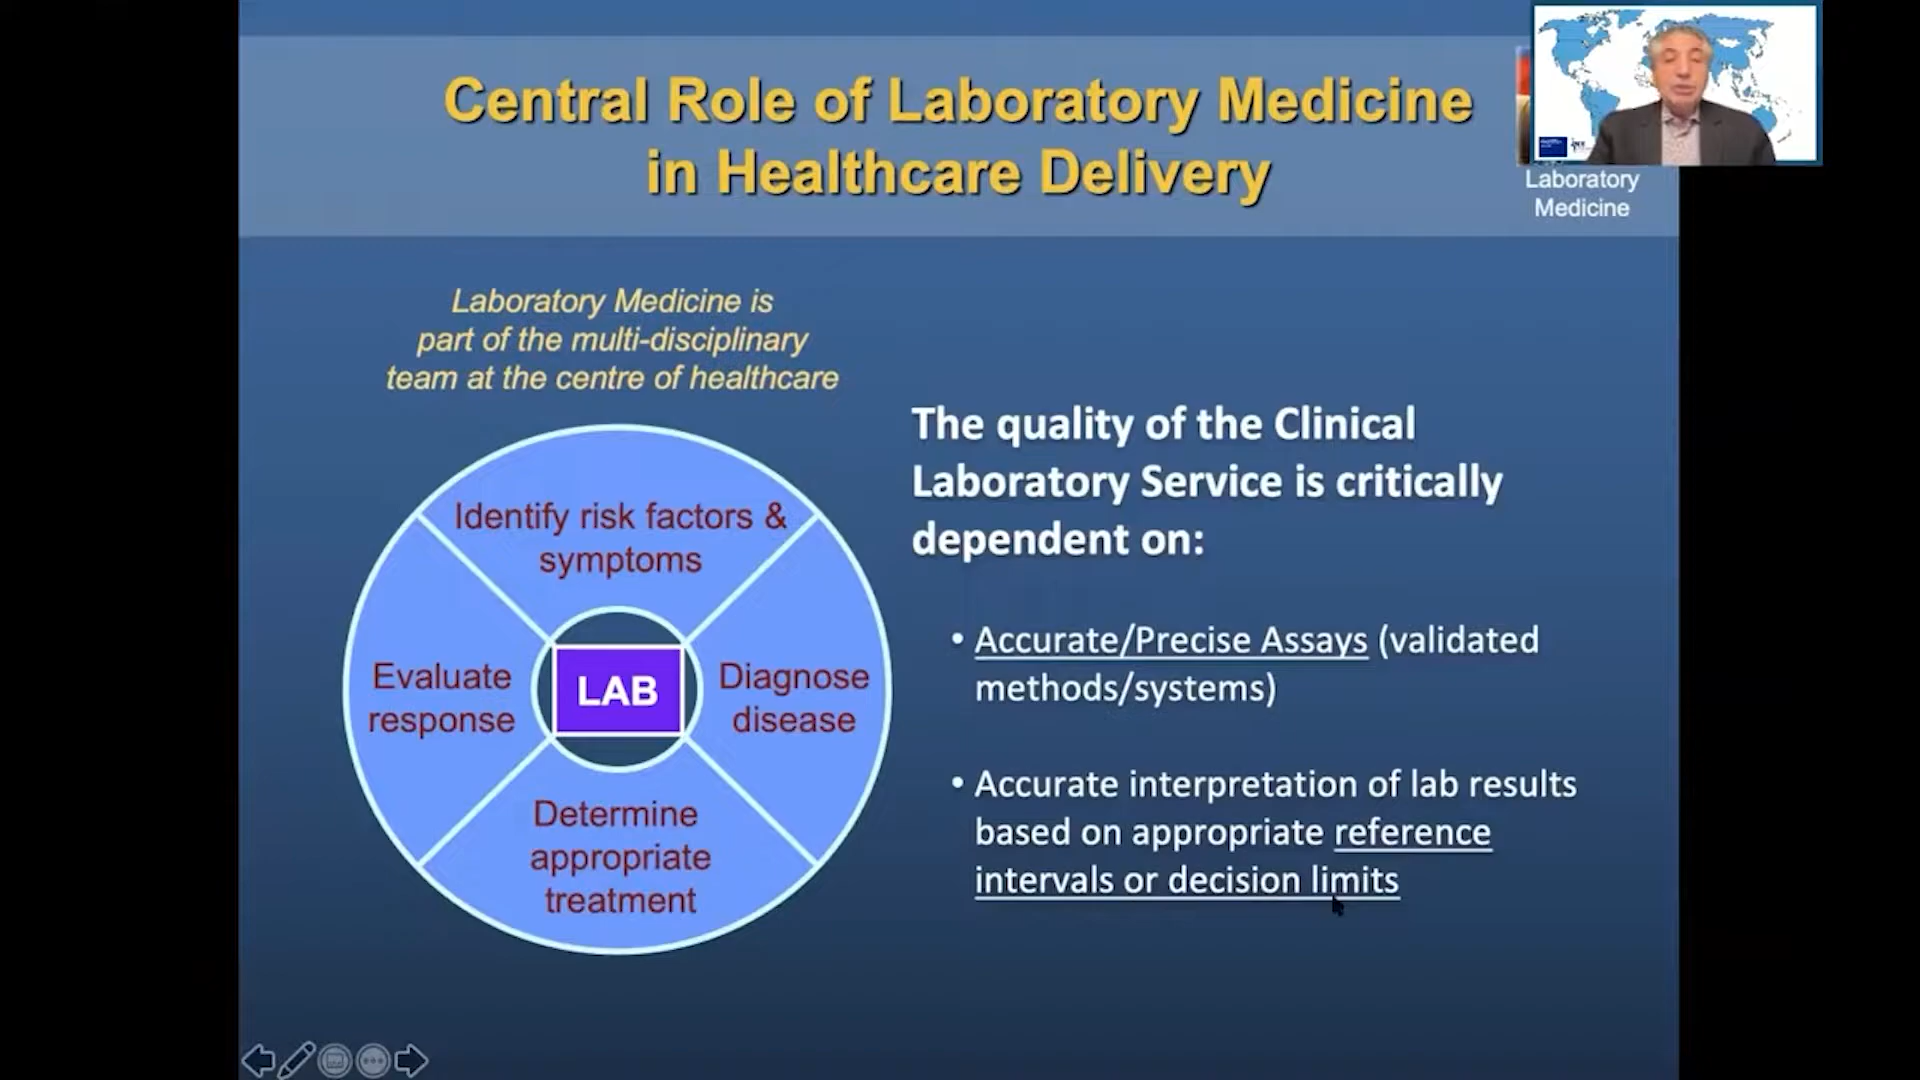 Central Role of Laboratory Medicine
in Healthcare Delivery
Laboratory
Medicine
Laboratory Medicine is
part of the multi-disciplinary
team at the centre of healthcare
Identify risk factors &
symptoms
Evaluate
response
LAB
Diagnose
disease
Determine
appropriate
treatment
The quality of the Clinical
Laboratory Service is critically
dependent on:
• Accurate/Precise Assays (validated
methods/systems)
• Accurate interpretation of lab results
based on appropriate reference
intervals or decision limits